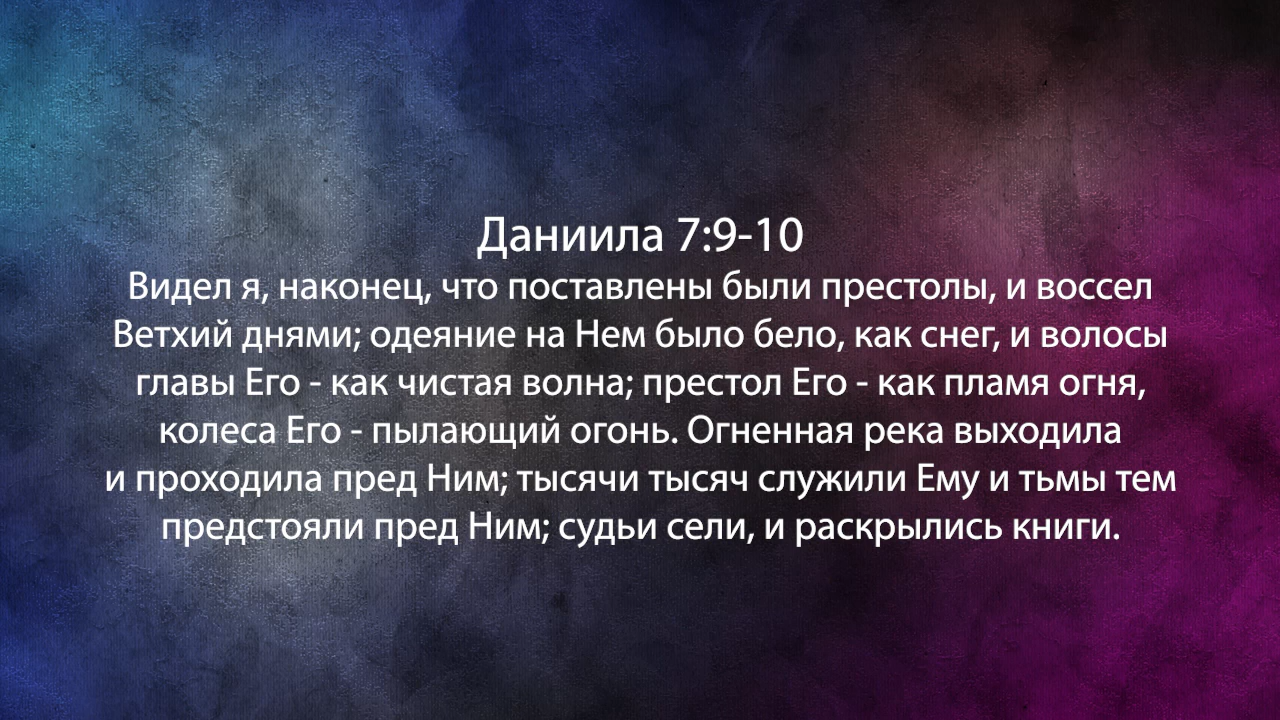 Даниила 7:9-10
Видел я, наконец, что поставлены были престолы, и воссел
Ветхий днями; одеяние на Нем было бело, как снег, и волосы
главы Его - как чистая волна; престол Его - как пламя огня,
колеса Его - пылающий огонь. Огненная река выходила
и проходила пред Ним; тысячи тысяч служили Ему и тьмы тем
предстояли пред Ним; судьи сели, и раскрылись книги.